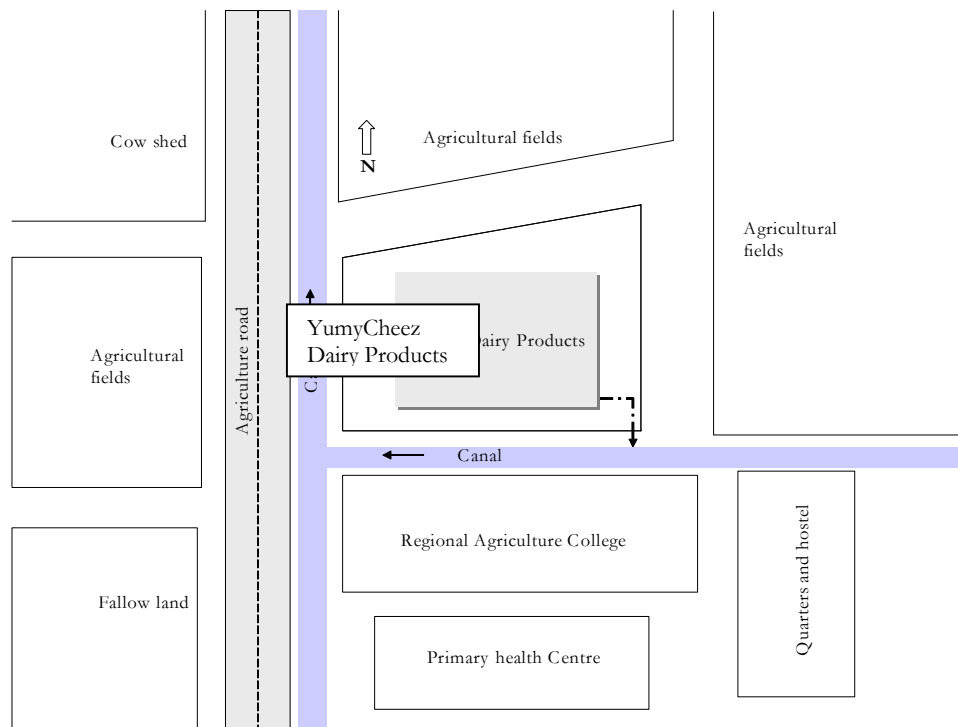 Cow shed
N
Agricultural fields
Agricultural
fields
YumyCheez
Dairy Products
Dairy Products
Agricultural
fields
Agriculture road
Canal
Regional Agriculture College
Quarters and hostel
Fallow land
Primary health Centre